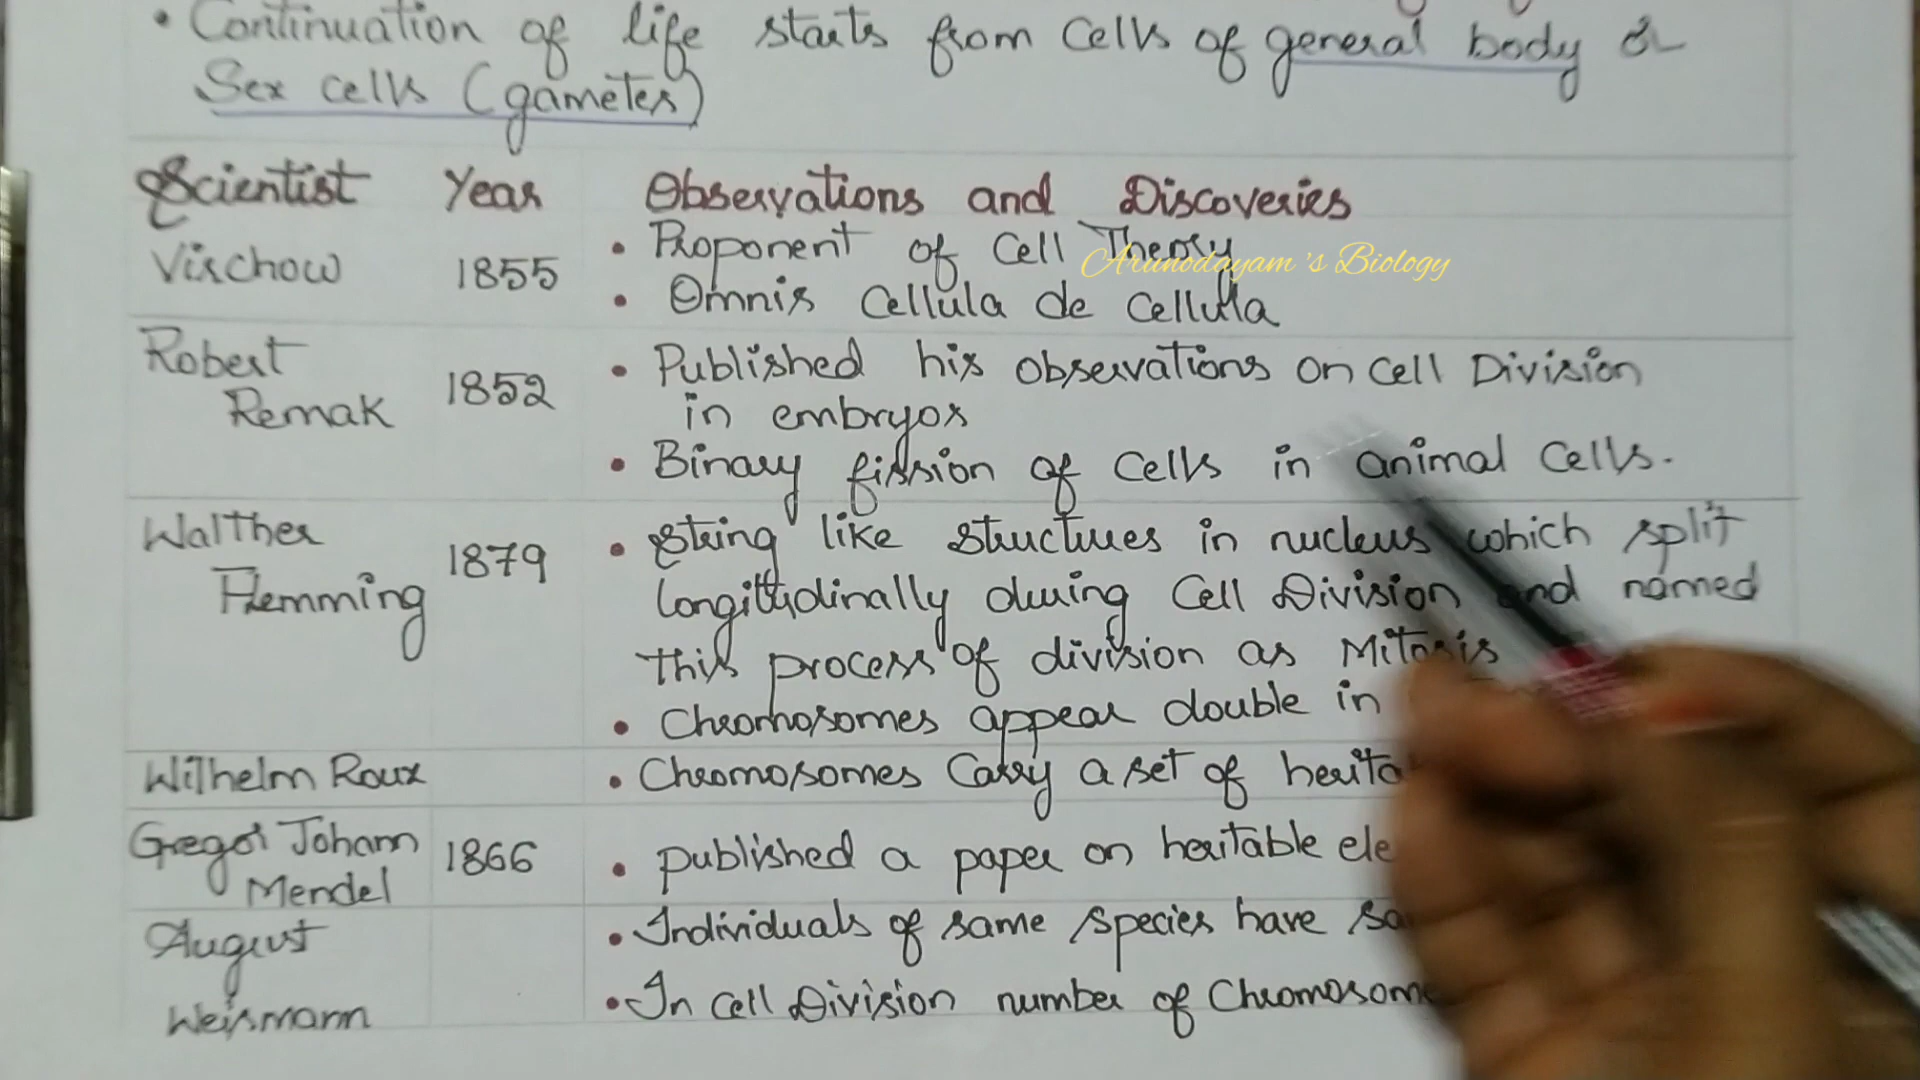 • Continuation of life starts from cells of general body or
Sex cells (gametes)
Scientist Year Observations and Discoveries
Virchow 1855 • Proponent of Cell Theory
Arunodayam's Biology
• Omnis Cellula de cellula
Robert Remak 1852 • Published his observations on cell Division
in embryos
• Binary fission of cells in animal cells.
Walther Flemming 1879 • String like structures in nucleus which split
longitudinally during Cell Division and named
this process of division as Mitosis
• Chromosomes appear double in
Wilhelm Roux • Chromosomes Carry a set of
Gregor Johann Mendel 1866 • published a paper on heritable
August Weismann • Individuals of same species have
• In cell Division number of